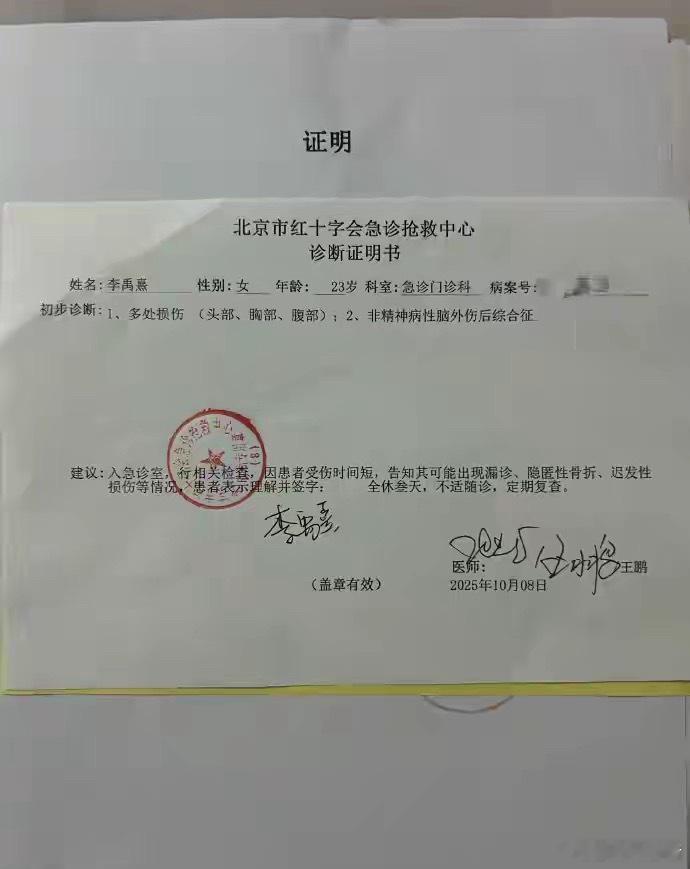 证明
北京市红十字会急诊抢救中心
诊断证明书
姓名：李禹熹 性别：女 年龄： 23岁 科室：急诊门诊科 病案号：
初步诊断：1、多处损伤 （头部、胸部、腹部）；2、非精神病性脑外伤后综合征
建议：入急诊室，行相关检查，因患者受伤时间短，告知其可能出现漏诊、隐匿性骨折、迟发性
损伤等情况，患者表示理解并签字： 全休叁天，不适随诊，定期复查。
李禹熹
医师： 王鹏
（盖章有效） 2025年10月08日